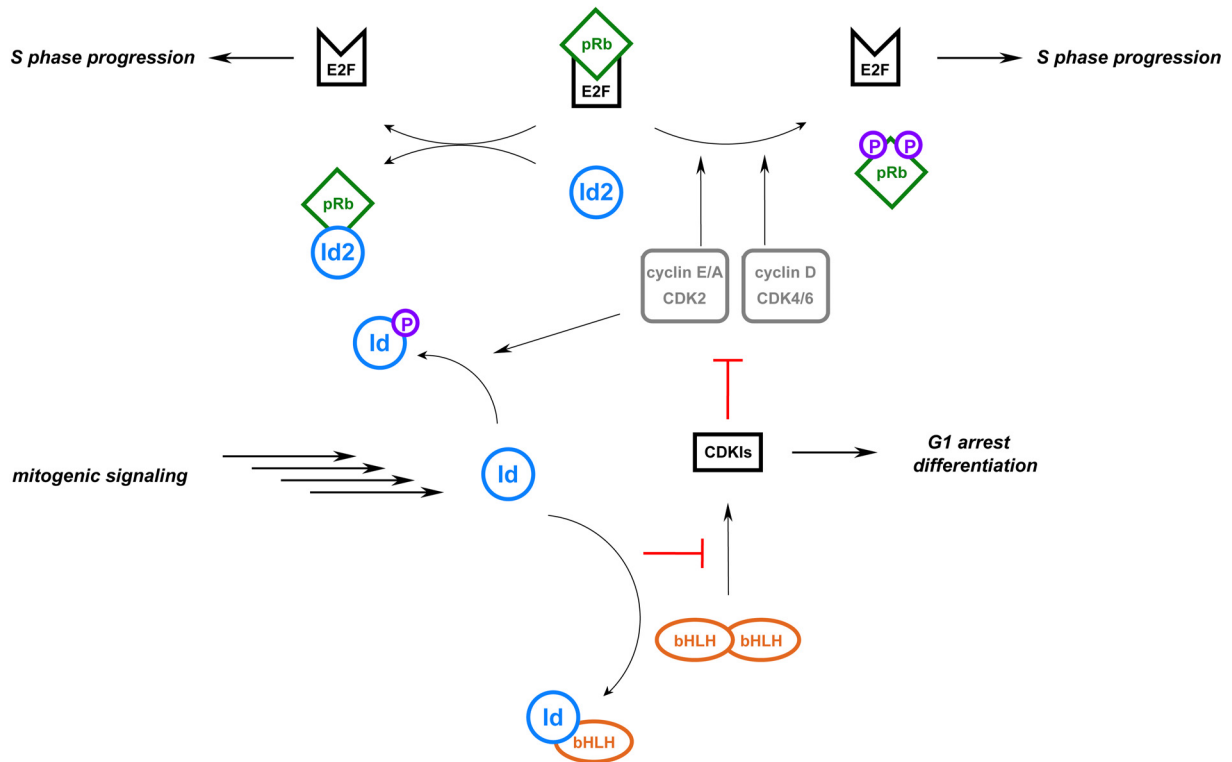 pRb
S phase progression
E2F
E2F
E2F
S phase progression
P
P
pRb
pRb
Id2
Id2
cyclin E/A
CDK2
cyclin D
CDK4/6
P
Id
mitogenic signaling
Id
CDKIs
G1 arrest
differentiation
bHLH
bHLH
Id
bHLH